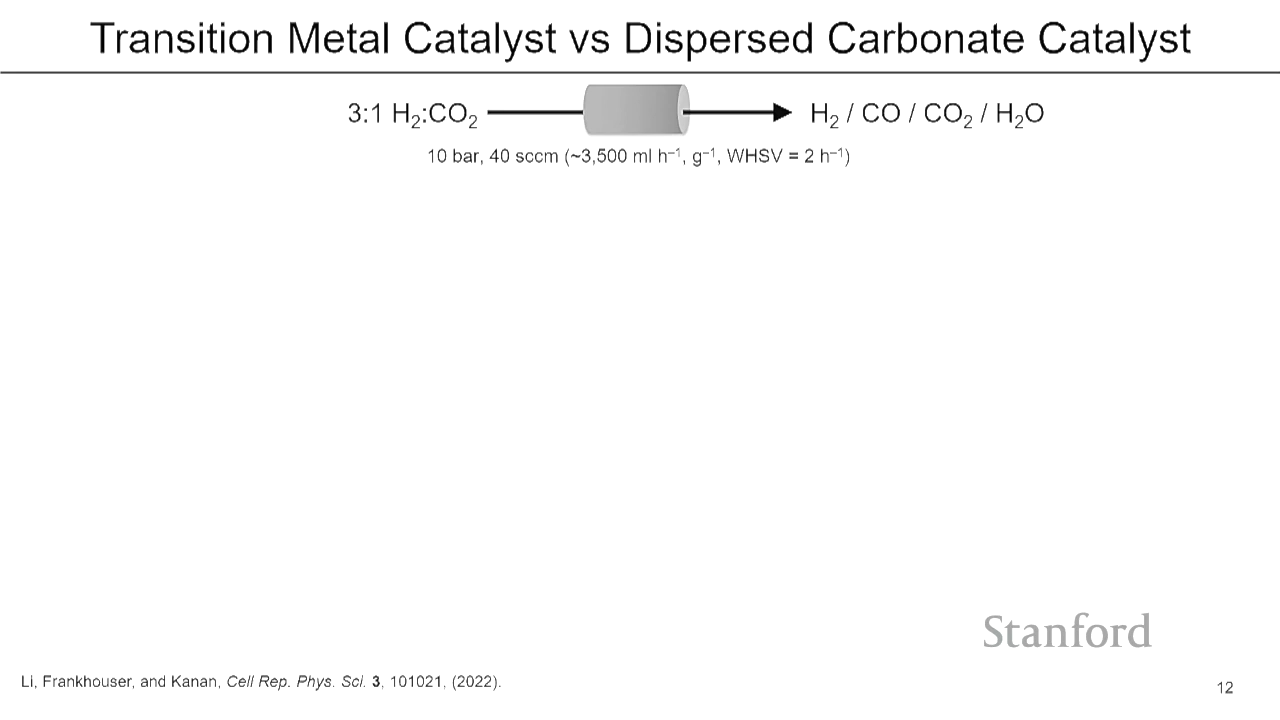 Transition Metal Catalyst vs Dispersed Carbonate Catalyst
3:1 H₂:CO₂ H₂ / CO / CO₂ / H₂O
10 bar, 40 sccm (~3,500 ml h⁻¹, g⁻¹, WHSV = 2 h⁻¹)
Stanford
Li, Frankhouser, and Kanan, Cell Rep. Phys. Sci. 3, 101021, (2022).
12